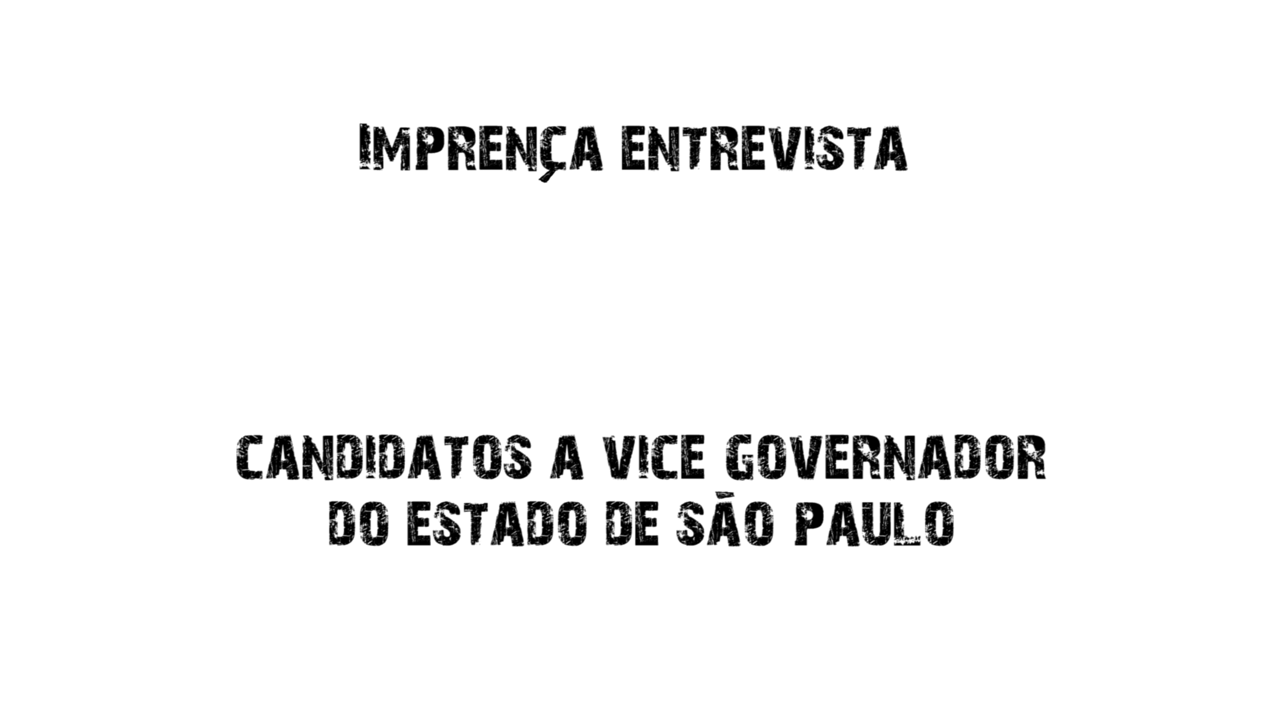 Imprença entrevista
candidatos a vice Governador
do estado de são Paulo